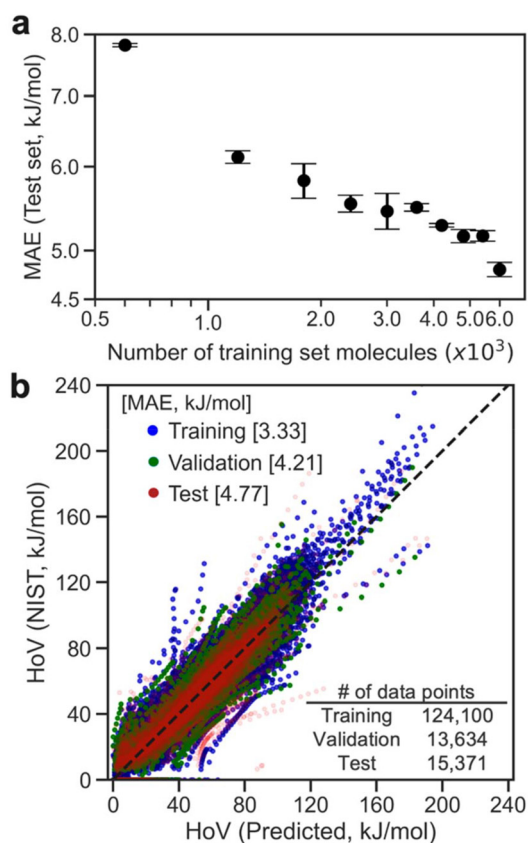 a
8.0
7.0
6.0
5.0
4.5
MAE (Test set, kJ/mol)
0.5 1.0 2.0 3.0 4.0 5.0 6.0
Number of training set molecules (x10³)
b
240
200
160
120
80
40
0
HoV (NIST, kJ/mol)
[MAE, kJ/mol]
Training [3.33]
Validation [4.21]
Test [4.77]
# of data points
Training 124,100
Validation 13,634
Test 15,371
0 40 80 120 160 200 240
HoV (Predicted, kJ/mol)